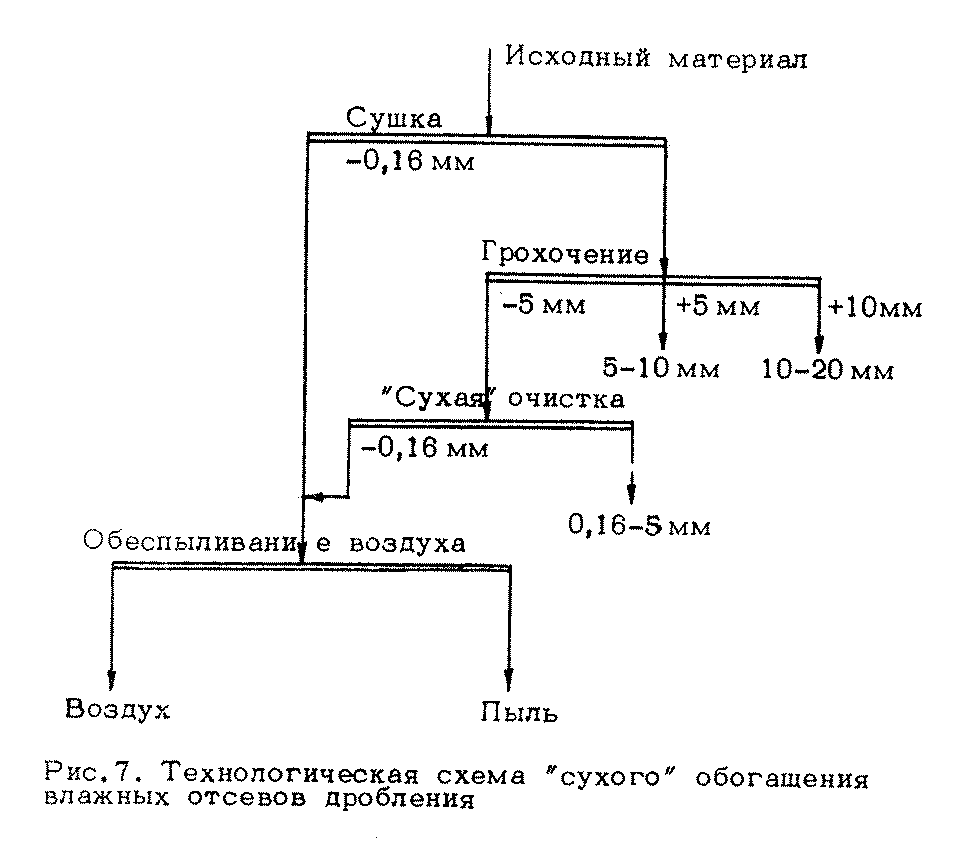 Исходный материал
Сушка
-0,16 мм
Грохочение
-5 мм
+5 мм
+10мм
5-10 мм
10-20 мм
"Сухая" очистка
-0,16 мм
0,16-5 мм
Обеспыливание воздуха
Воздух
Пыль
Рис.7. Технологическая схема "сухого" обогащения
влажных отсевов дробления